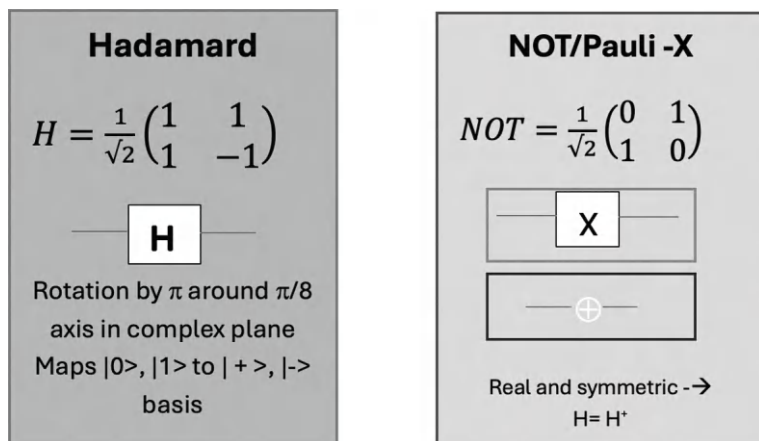 Hadamard
H = 1/√2 (1 1
1 −1)
H
Rotation by π around π/8
axis in complex plane
Maps |0>, |1> to | + >, |->
basis
NOT/Pauli -X
NOT = 1/√2 (0 1
1 0)
X
⊕
Real and symmetric -→
H= H⁺